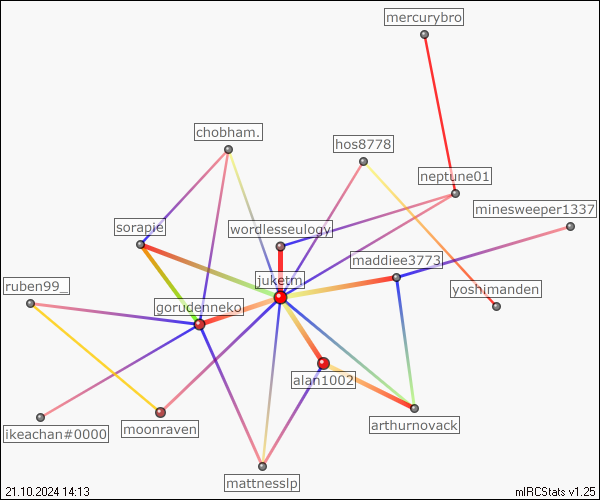 mercurybro
chobham.
hos8778
neptune01
minesweeper1337
sorapie
wordlesseulogy
maddiee3773
juketm
ruben99_
gorudenneko
yoshimanden
alan1002
ikeachan#0000
moonraven
arthurnovack
mattnesslp
21.10.2024 14:13
mIRCStats v1.25